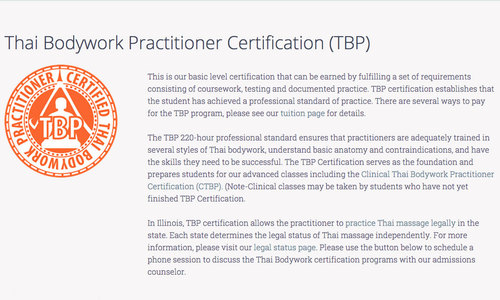 Thai Bodywork Practitioner Certification (TBP)
CERTIFIED THAI BODYWORK PRACTITIONER
TBP
This is our basic level certification that can be earned by fulfilling a set of requirements
consisting of coursework, testing and documented practice. TBP certification establishes that
the student has achieved a professional standard of practice. There are several ways to pay
for the TBP program, please see our tuition page for details.
The TBP 220-hour professional standard ensures that practitioners are adequately trained in
several styles of Thai bodywork, understand basic anatomy and contraindications, and have
the skills they need to be successful. The TBP Certification serves as the foundation and
prepares students for our advanced classes including the Clinical Thai Bodywork Practitioner
Certification (CTBP). (Note-Clinical classes may be taken by students who have not yet
finished TBP Certification.
In Illinois, TBP certification allows the practitioner to practice Thai massage legally in the
state. Each state determines the legal status of Thai massage independently. For more
information, please visit our legal status page. Please use the button below to schedule a
phone session to discuss the Thai Bodywork certification programs with our admissions
counselor.